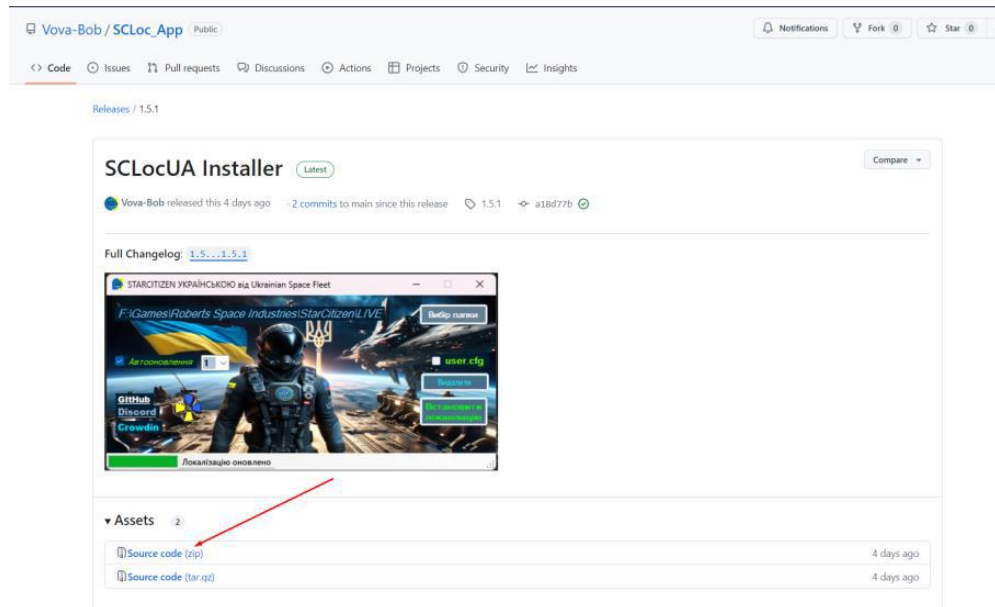 Vova-Bob / SCLoc_App Public
Notifications Fork 0 Star 0
Code Issues Pull requests Discussions Actions Projects Security Insights
Releases / 1.5.1
SCLocUA Installer Latest
Compare
Vova-Bob released this 4 days ago · 2 commits to main since this release 1.5.1 a18d77b
Full Changelog: 1.5...1.5.1
STARCITIZEN УКРАЇНСЬКОЮ від Ukrainian Space Fleet
F:\Games\Roberts Space Industries\StarCitizen\LIVE Вибір папки
Автооновлення 1 user.cfg
Видалити
GitHub
Discord
Встановити
локалізацію
Crowdin
Локалізацію оновлено
Assets 2
Source code (zip) 4 days ago
Source code (tar.gz) 4 days ago